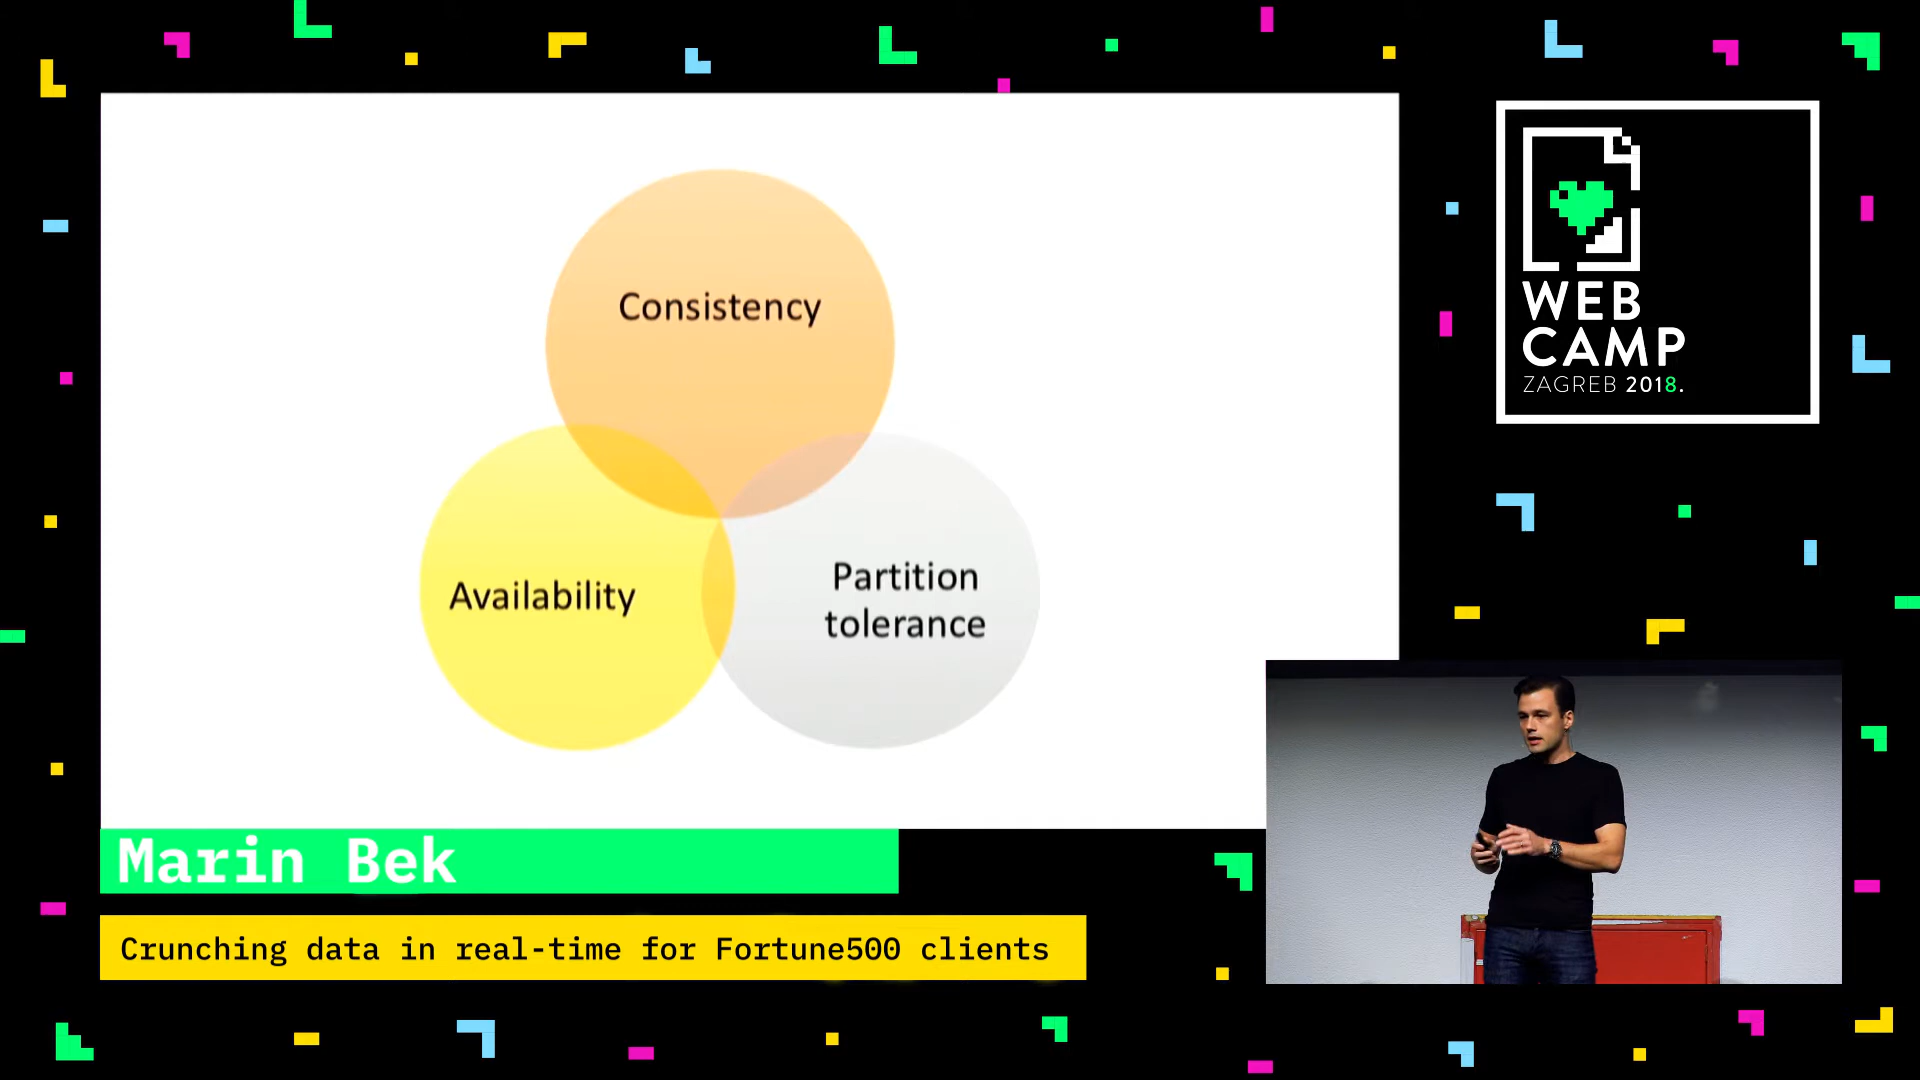 Consistency
Availability
Partition
tolerance
WEB
CAMP
ZAGREB 2018.
Marin Bek
Crunching data in real-time for Fortune500 clients